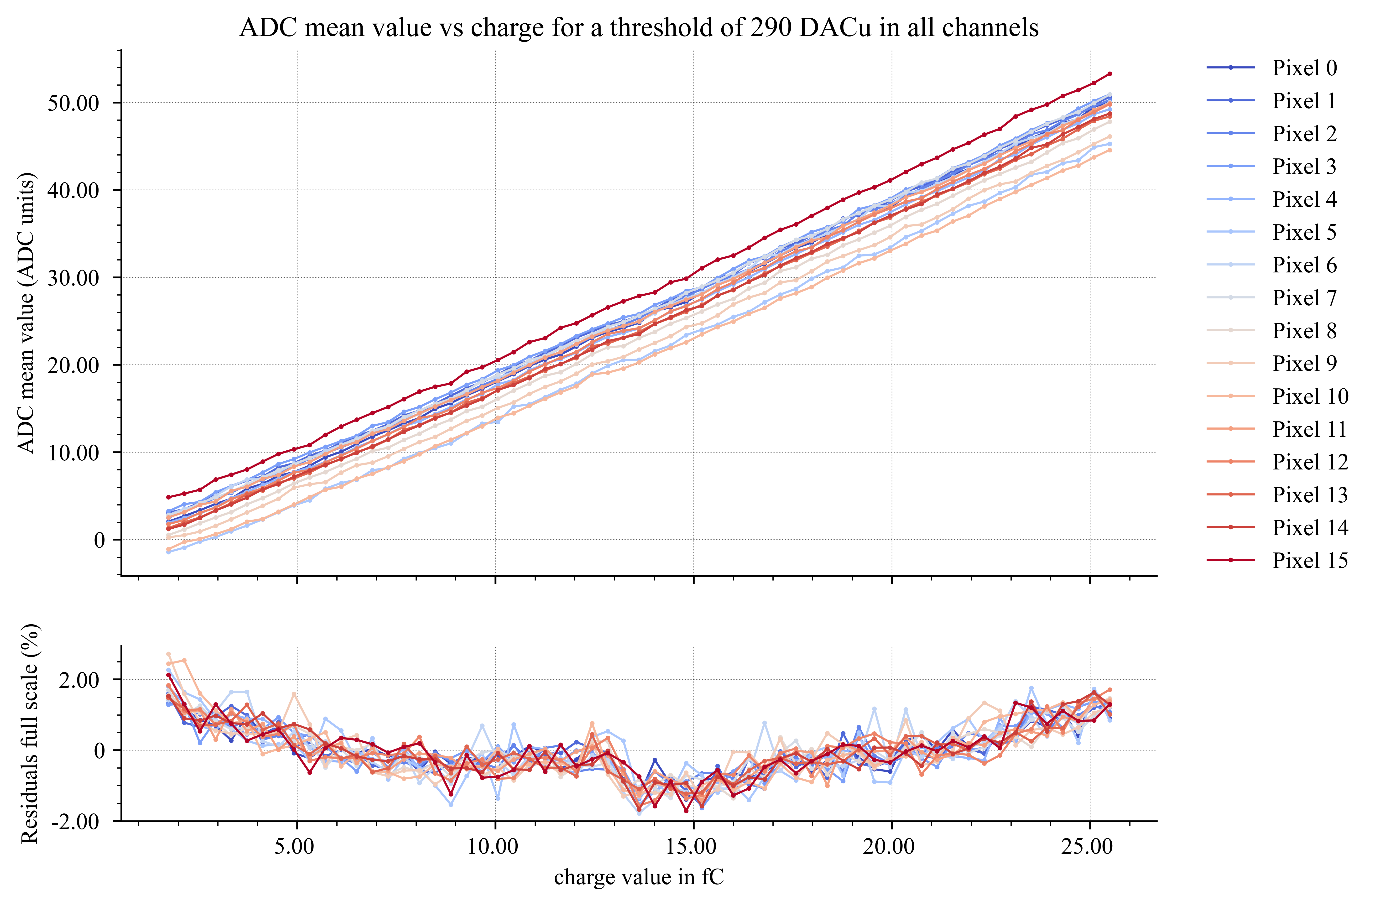 ADC mean value vs charge for a threshold of 290 DACu in all channels
ADC mean value (ADC units)
50.00
40.00
30.00
20.00
10.00
0
Pixel 0
Pixel 1
Pixel 2
Pixel 3
Pixel 4
Pixel 5
Pixel 6
Pixel 7
Pixel 8
Pixel 9
Pixel 10
Pixel 11
Pixel 12
Pixel 13
Pixel 14
Pixel 15
Residuals full scale (%)
2.00
0
-2.00
5.00 10.00 15.00 20.00 25.00
charge value in fC